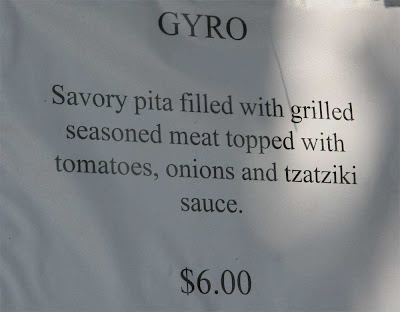 GYRO
Savory pita filled with grilled
seasoned meat topped with
tomatoes, onions and tzatziki
sauce.
$6.00